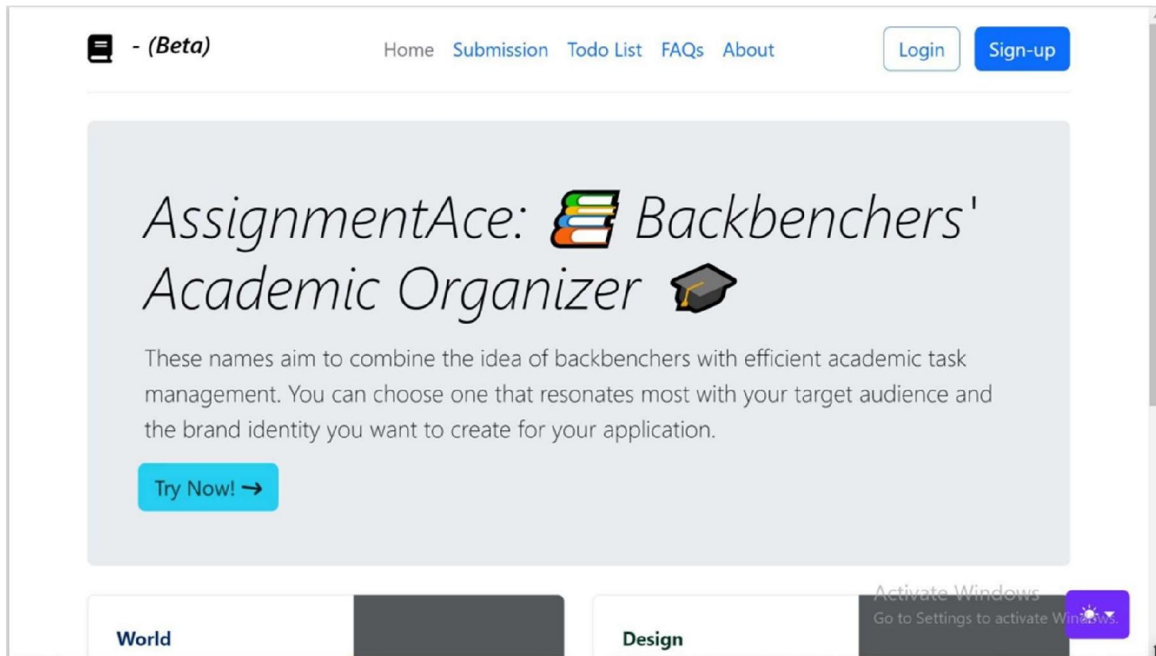 - (Beta)
Home Submission Todo List FAQs About
Login Sign-up
AssignmentAce: 📚 Backbenchers'
Academic Organizer 🎓
These names aim to combine the idea of backbenchers with efficient academic task
management. You can choose one that resonates most with your target audience and
the brand identity you want to create for your application.
Try Now! →
Activate Windows
Go to Settings to activate Windows.
World
Design